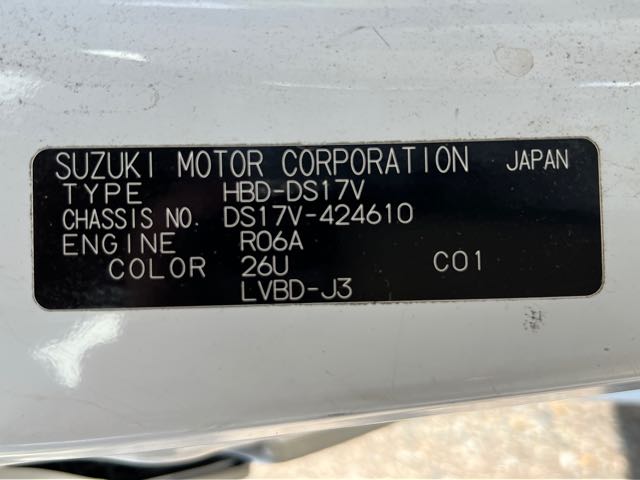 SUZUKI MOTOR CORPORATION JAPAN
TYPE HBD-DS17V
CHASSIS NO. DS17V-424610
ENGINE R06A
COLOR 26U C01
LVBD-J3